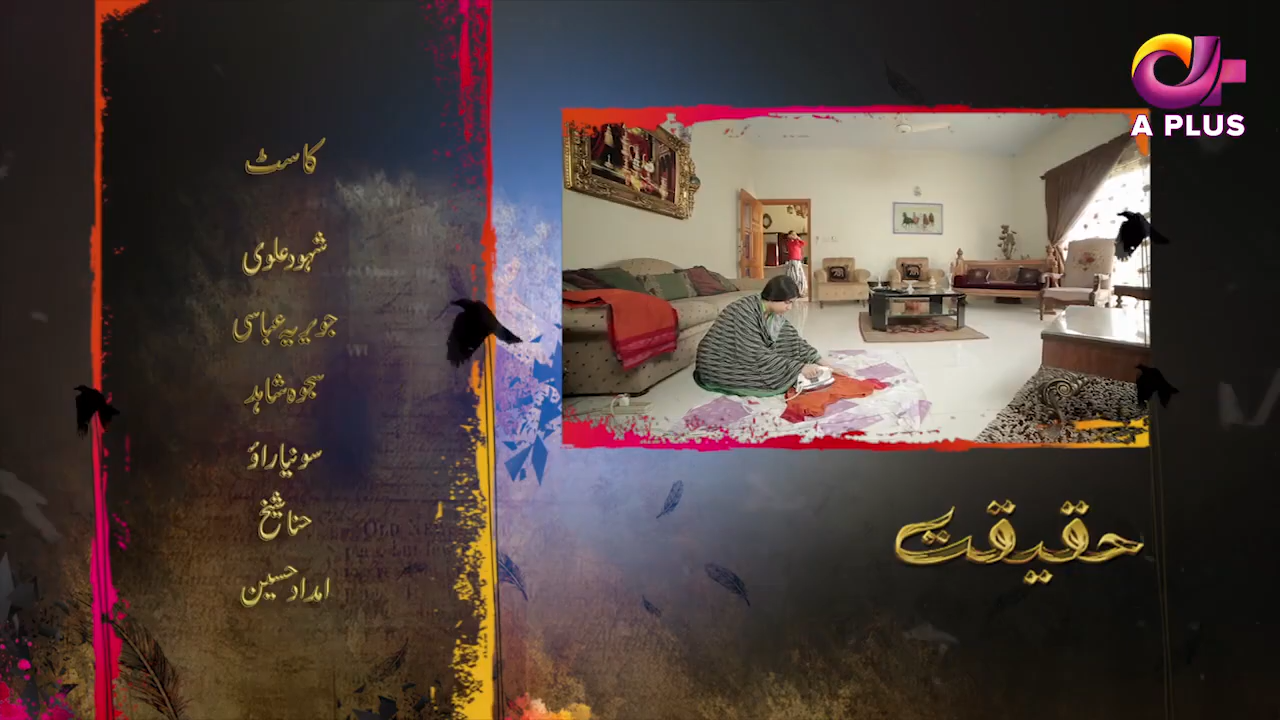 A PLUS
کاسٹ
شہود علوی
جویریہ عباسی
سجوہ شاہد
سونیا راؤ
حنا شیخ
امداد حسین
حقیقت